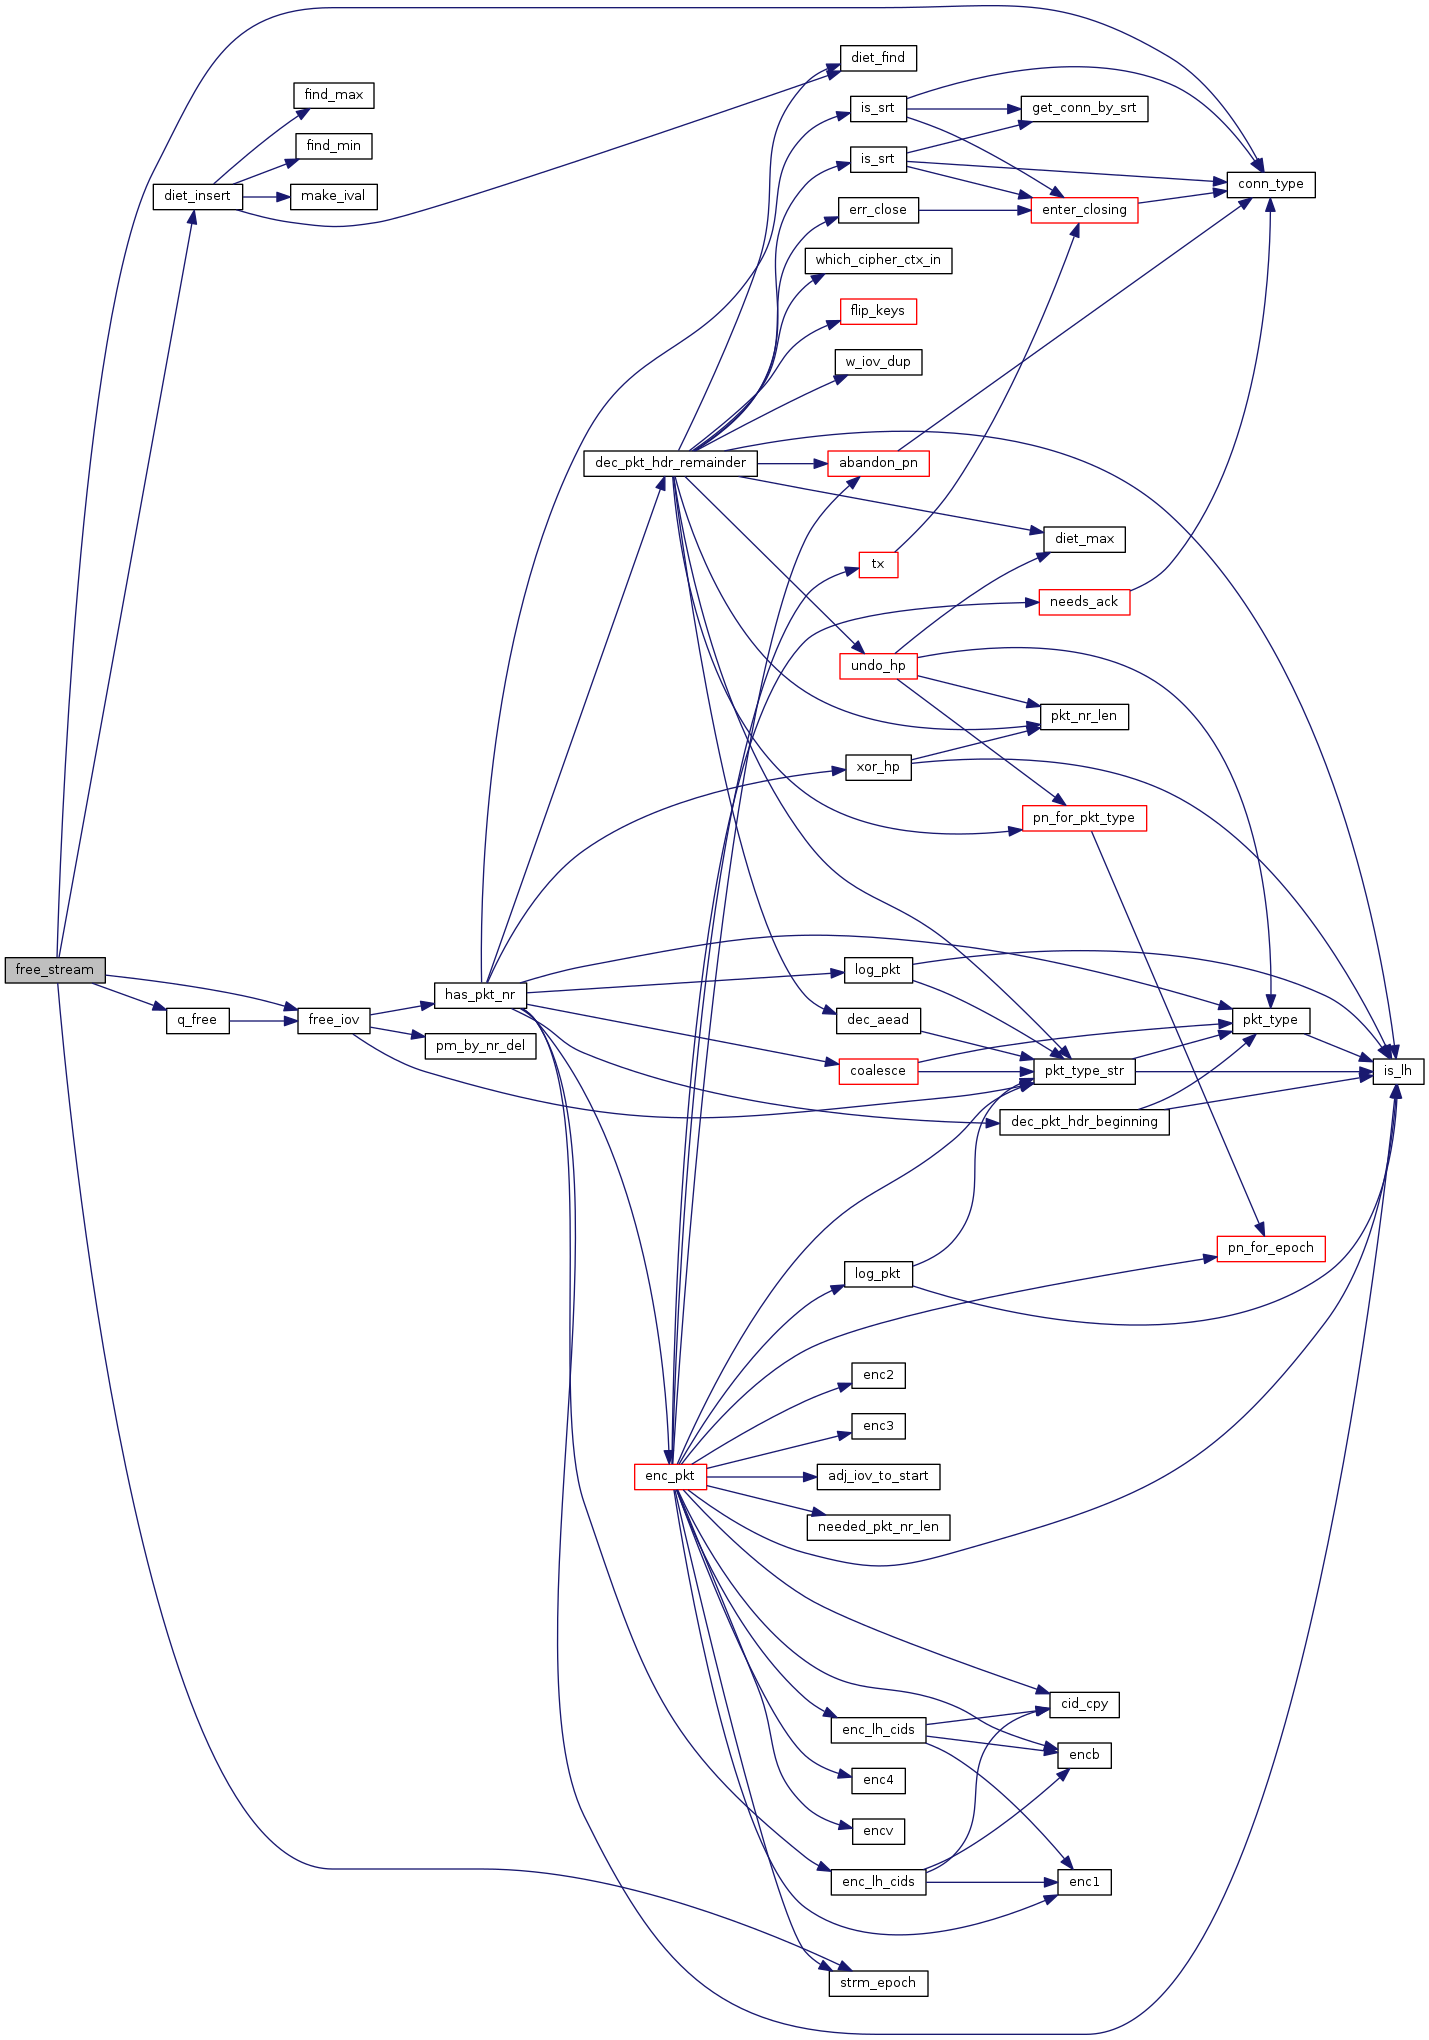 diet_find
find_max
is_srt
get_conn_by_srt
find_min
is_srt
conn_type
diet_insert
make_ival
err_close
enter_closing
which_cipher_ctx_in
flip_keys
w_iov_dup
dec_pkt_hdr_remainder
abandon_pn
diet_max
tx
needs_ack
undo_hp
pkt_nr_len
xor_hp
pn_for_pkt_type
free_stream
log_pkt
has_pkt_nr
q_free
free_iov
dec_aead
pkt_type
pm_by_nr_del
coalesce
pkt_type_str
is_lh
dec_pkt_hdr_beginning
pn_for_epoch
log_pkt
enc2
enc3
enc_pkt
adj_iov_to_start
needed_pkt_nr_len
cid_cpy
enc_lh_cids
encb
enc4
encv
enc_lh_cids
enc1
strm_epoch